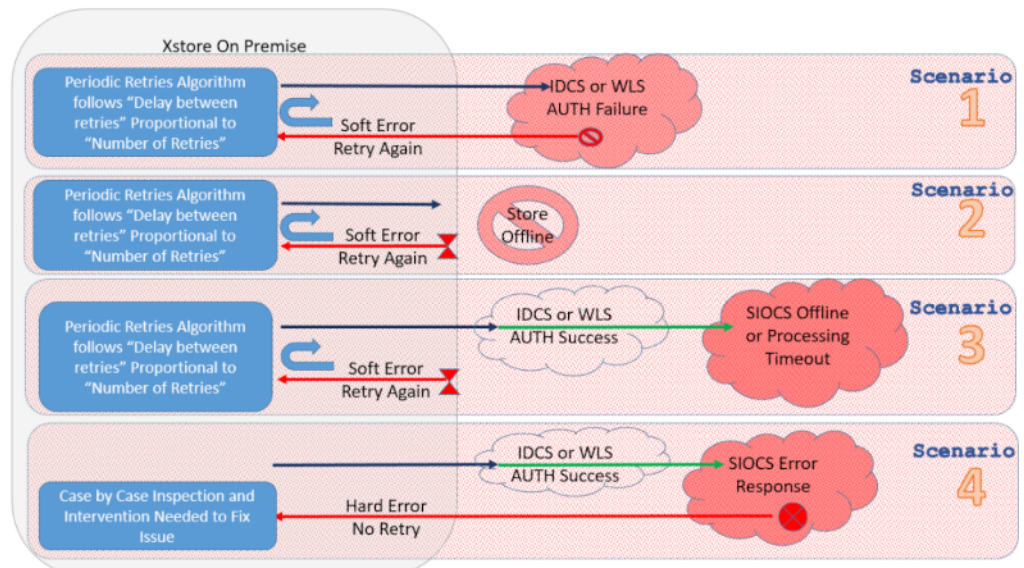 Xstore On Premise
Periodic Retries Algorithm
follows “Delay between
retries” Proportional to
“Number of Retries”
Soft Error
Retry Again
IDCS or WLS
AUTH Failure
Scenario
1
Periodic Retries Algorithm
follows “Delay between
retries” Proportional to
“Number of Retries”
Soft Error
Retry Again
Store
Offline
Scenario
2
Periodic Retries Algorithm
follows “Delay between
retries” Proportional to
“Number of Retries”
Soft Error
Retry Again
IDCS or WLS
AUTH Success
SIOCS Offline
or Processing
Timeout
Scenario
3
Case by Case Inspection and
Intervention Needed to Fix
Issue
Hard Error
No Retry
IDCS or WLS
AUTH Success
SIOCS Error
Response
Scenario
4